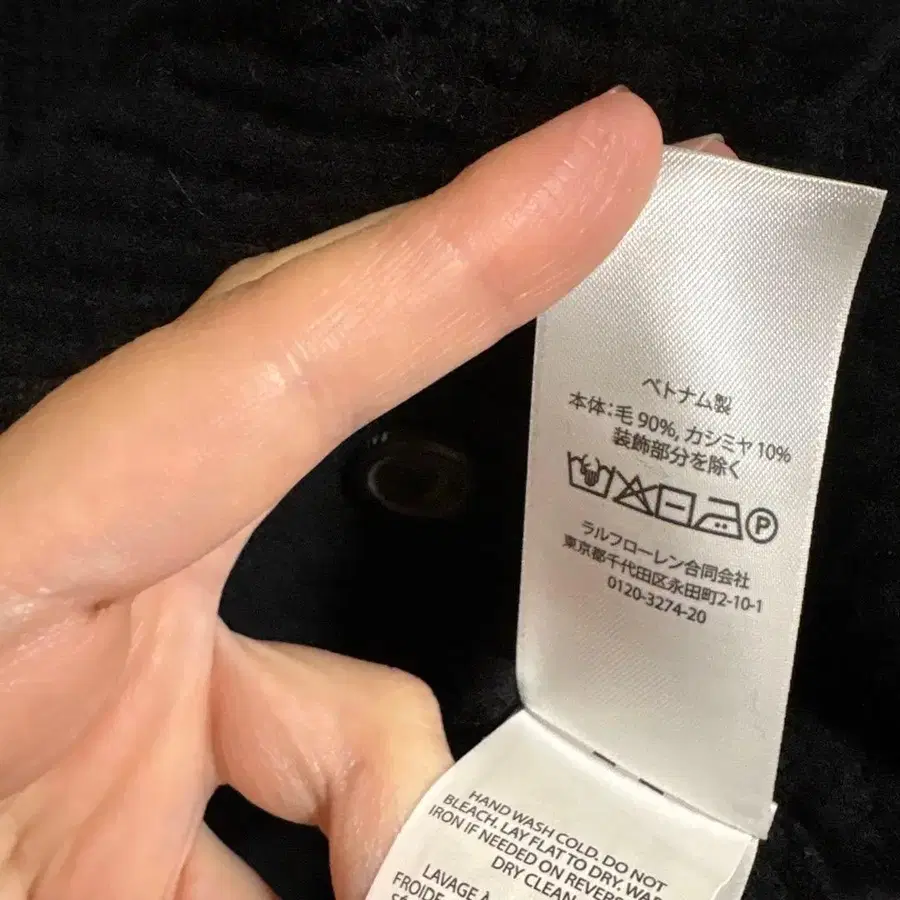 ベトナム製
本体:毛 90%, カシミヤ 10%
装飾部分を除く
P
ラルフローレン合同会社
東京都千代田区永田町2-10-1
0120-3274-20
HAND WASH COLD. DO NOT
BLEACH. LAY FLAT TO DRY. WAR
IRON IF NEEDED ON REVERS
DRY CLEAN
LAVAGE À
FROIDE